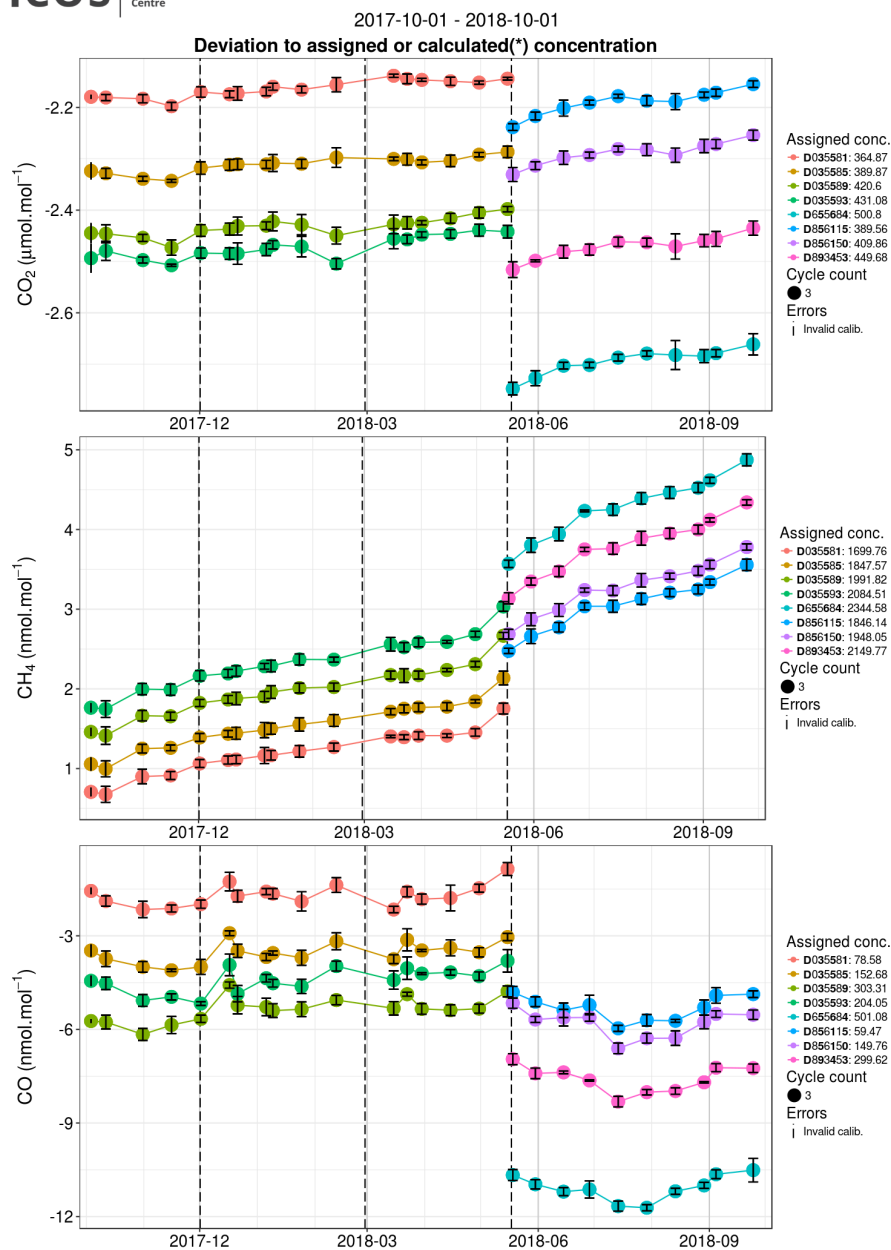 ICOS
Centre
2017-10-01 - 2018-10-01
Deviation to assigned or calculated(*) concentration
CO₂ (µmol.mol⁻¹)
-2.2
-2.4
-2.6
2017-12
2018-03
2018-06
2018-09
Assigned conc.
D035581: 364.87
D035585: 389.87
D035589: 420.6
D035593: 431.08
D655684: 500.8
D856115: 389.56
D856150: 409.86
D893453: 449.68
Cycle count
3
Errors
Invalid calib.
CH₄ (nmol.mol⁻¹)
5
4
3
2
1
2017-12
2018-03
2018-06
2018-09
Assigned conc.
D035581: 1699.76
D035585: 1847.57
D035589: 1991.82
D035593: 2084.51
D655684: 2344.58
D856115: 1846.14
D856150: 1948.05
D893453: 2149.77
Cycle count
3
Errors
Invalid calib.
CO (nmol.mol⁻¹)
-3
-6
-9
-12
2017-12
2018-03
2018-06
2018-09
Assigned conc.
D035581: 78.58
D035585: 152.68
D035589: 303.31
D035593: 204.05
D655684: 501.08
D856115: 59.47
D856150: 149.76
D893453: 299.62
Cycle count
3
Errors
Invalid calib.